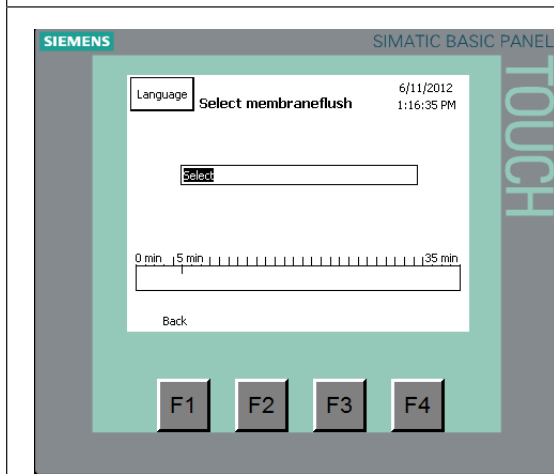 SIEMENS
SIMATIC BASIC PANEL
TOUCH
Language
Select membraneflush
6/11/2012
1:16:35 PM
Select
0 min
5 min
35 min
Back
F1
F2
F3
F4